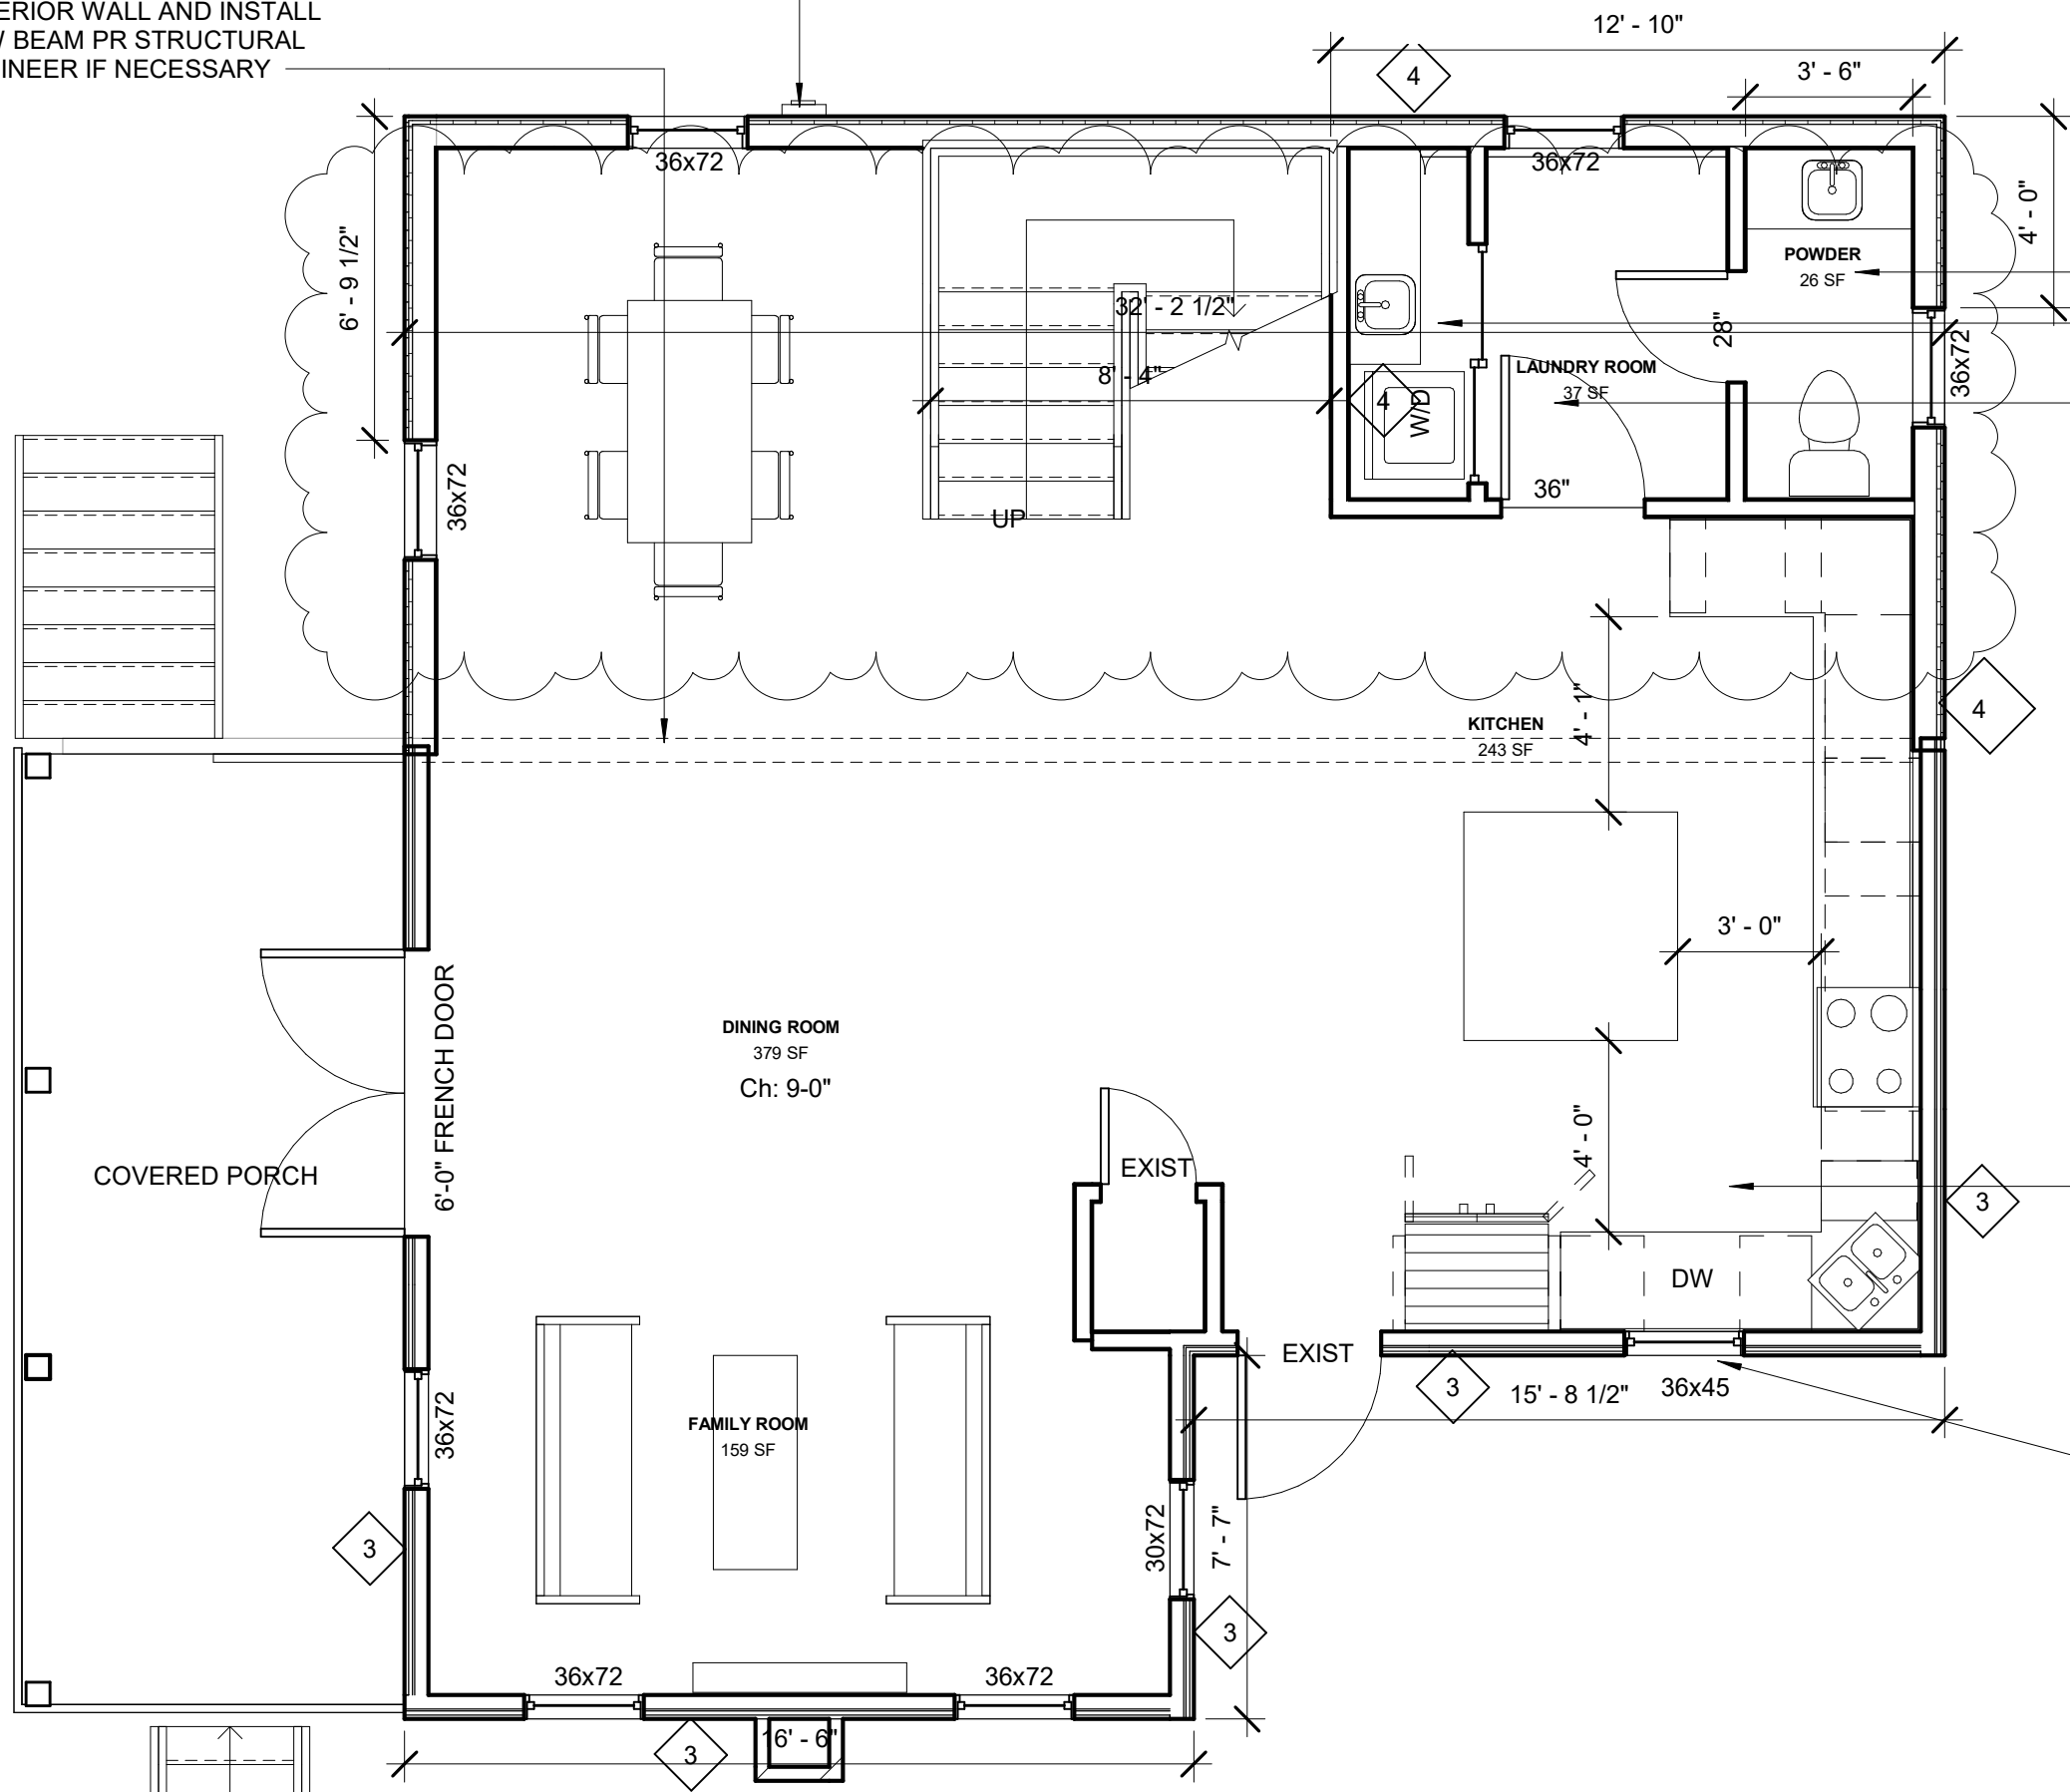 ERIOR WALL AND INSTALL
BEAM PR STRUCTURAL
INEER IF NECESSARY
12' - 10"
4
3' - 6"
36x72
36x72
4' - 0"
6' - 9 1/2"
POWDER
26 SF
32' - 2 1/2"
28"
36x72
8' - 4"
4
W/D
LAUNDRY ROOM
37 SF
36x72
36"
UP
4' - 1"
KITCHEN
243 SF
4
3' - 0"
6'-0" FRENCH DOOR
DINING ROOM
379 SF
Ch: 9-0"
COVERED PORCH
EXIST
4' - 0"
3
DW
EXIST
3
15' - 8 1/2"
36x45
36x72
FAMILY ROOM
159 SF
3
30x72
7' - 7"
3
36x72
36x72
3
16' - 6"